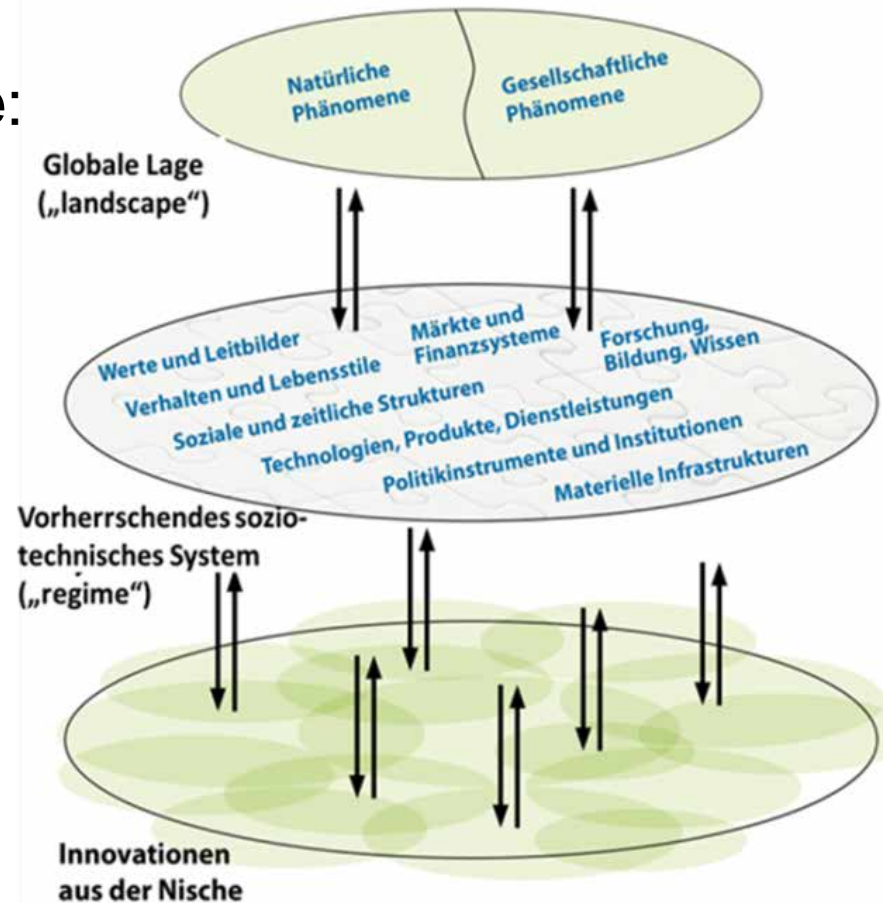 e:
Natürliche
Phänomene
Gesellschaftliche
Phänomene
Globale Lage
(„landscape“)
Werte und Leitbilder
Märkte und
Finanzsysteme
Forschung,
Bildung, Wissen
Verhalten und Lebensstile
Soziale und zeitliche Strukturen
Technologien, Produkte, Dienstleistungen
Politikinstrumente und Institutionen
Materielle Infrastrukturen
Vorherrschendes sozio-
technisches System
(„regime“)
Innovationen
aus der Nische